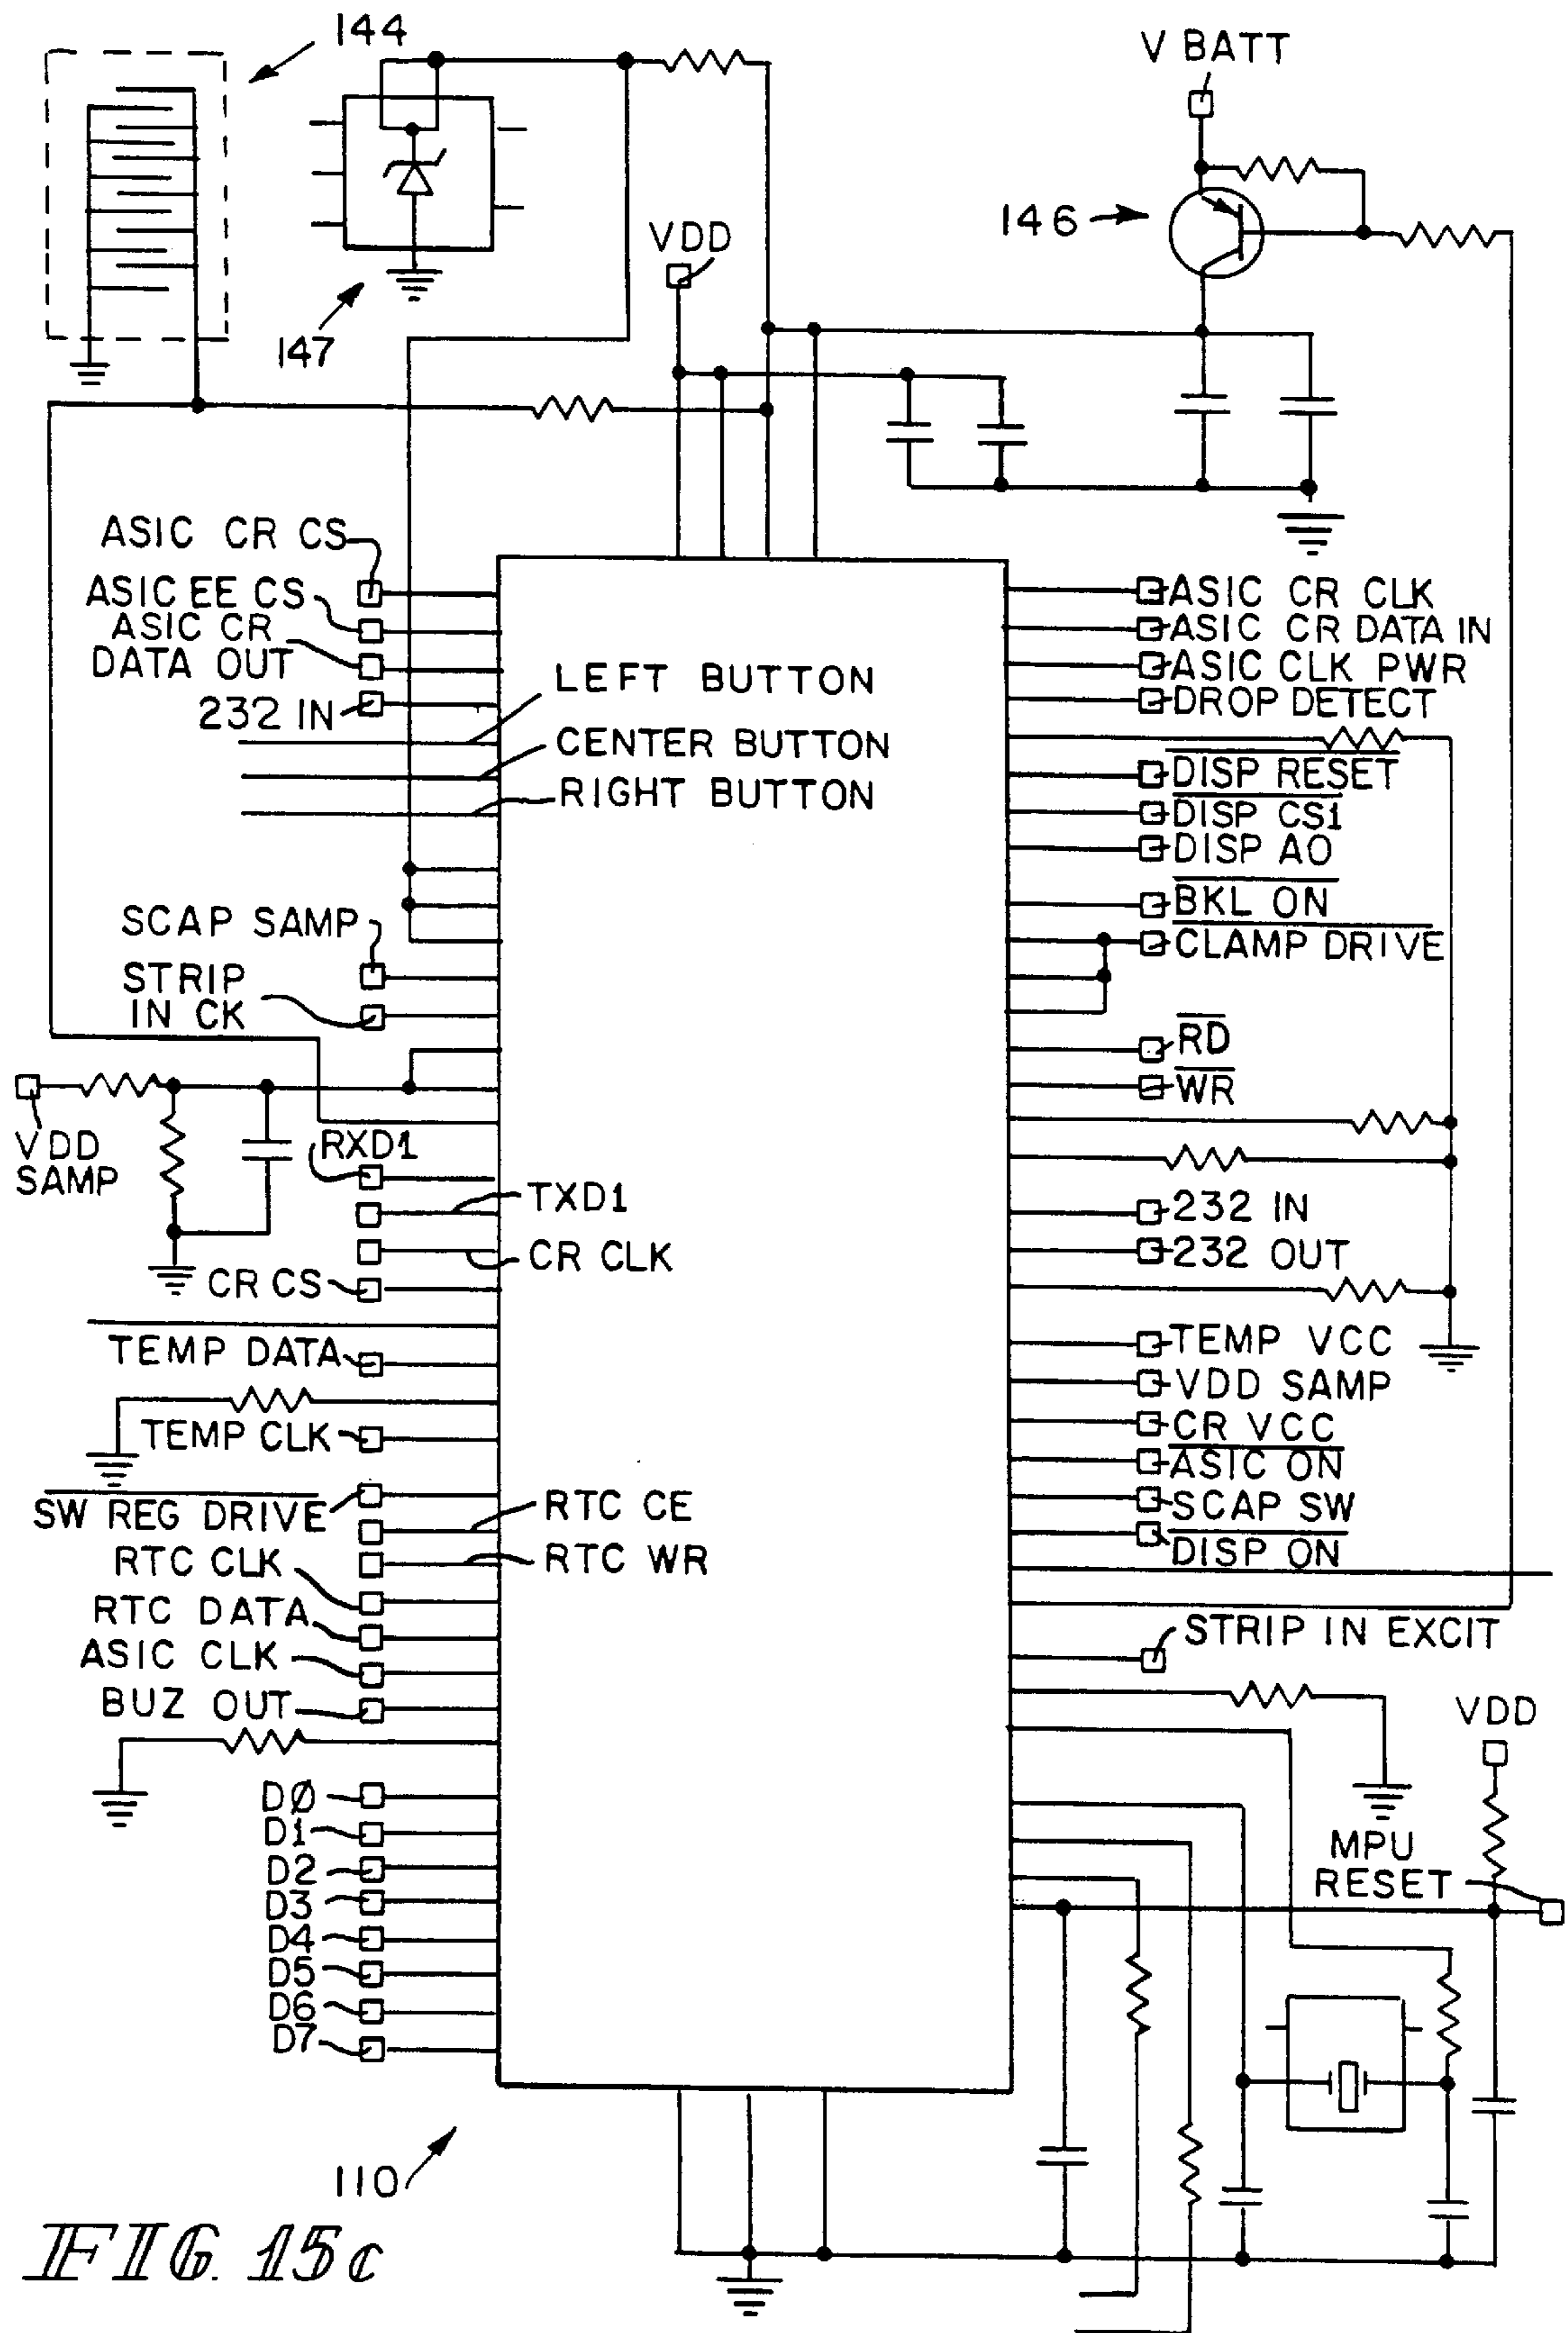 144
V BATT
146
VDD
147
ASIC CR CS
ASIC EE CS
ASIC CR
DATA OUT
232 IN
LEFT BUTTON
CENTER BUTTON
RIGHT BUTTON
SCAP SAMP
STRIP
IN CK
VDD
SAMP
RXD1
TXD1
CR CLK
CR CS
TEMP DATA
TEMP CLK
SW REG DRIVE
RTC CE
RTC WR
RTC CLK
RTC DATA
ASIC CLK
BUZ OUT
DØ
D1
D2
D3
D4
D5
D6
D7
ASIC CR CLK
ASIC CR DATA IN
ASIC CLK PWR
DROP DETECT
DISP RESET
DISP CS1
DISP AO
BKL ON
CLAMP DRIVE
RD
WR
232 IN
232 OUT
TEMP VCC
VDD SAMP
CR VCC
ASIC ON
SCAP SW
DISP ON
STRIP IN EXCIT
VDD
MPU
RESET
110
FIG. 15c